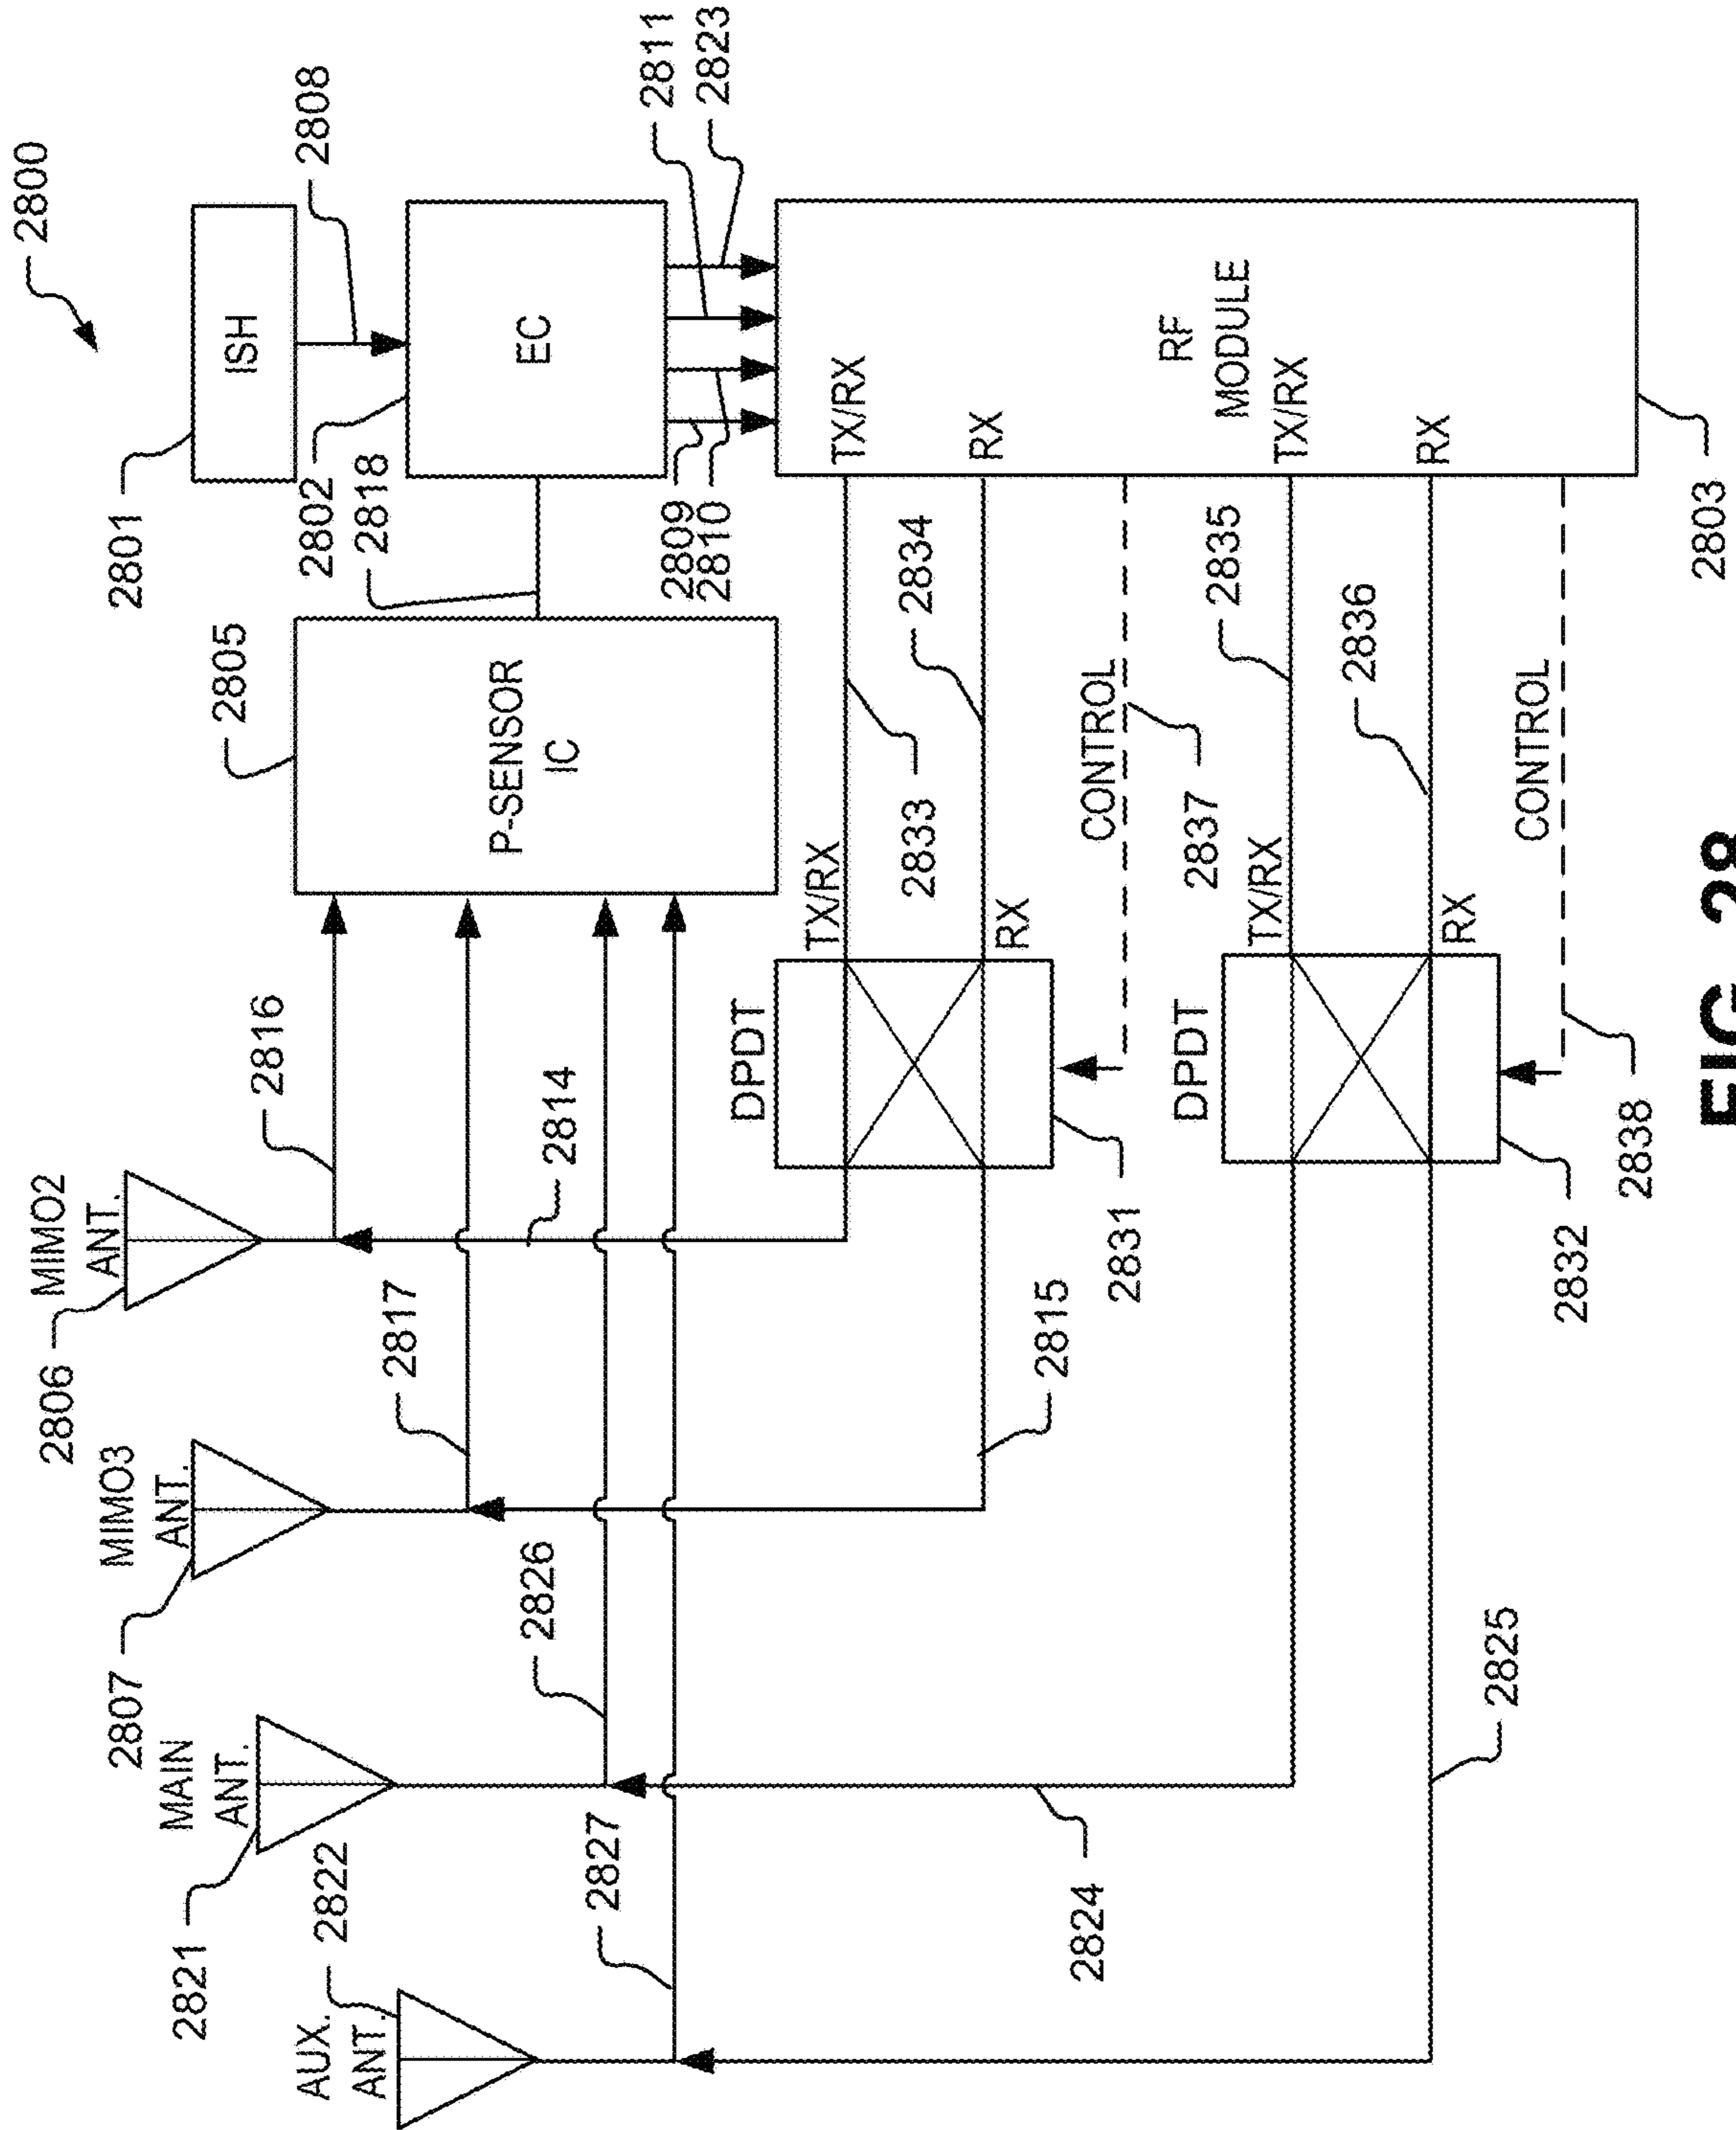 2800
2801
ISH
2808
2802
EC
2818
2811
2823
2809
2810
2805
P-SENSOR
IC
RF
MODULE
TX/RX
RX
TX/RX
RX
2803
2833
2834
CONTROL
2837
2835
2836
CONTROL
2838
TX/RX
RX
DPDT
2831
TX/RX
RX
DPDT
2832
2816
2814
MIMO2
ANT.
2806
2817
2815
MIMO3
ANT.
2807
2826
MAIN
ANT.
2821
2824
2827
2822
AUX.
ANT.
2825
FIG. 28